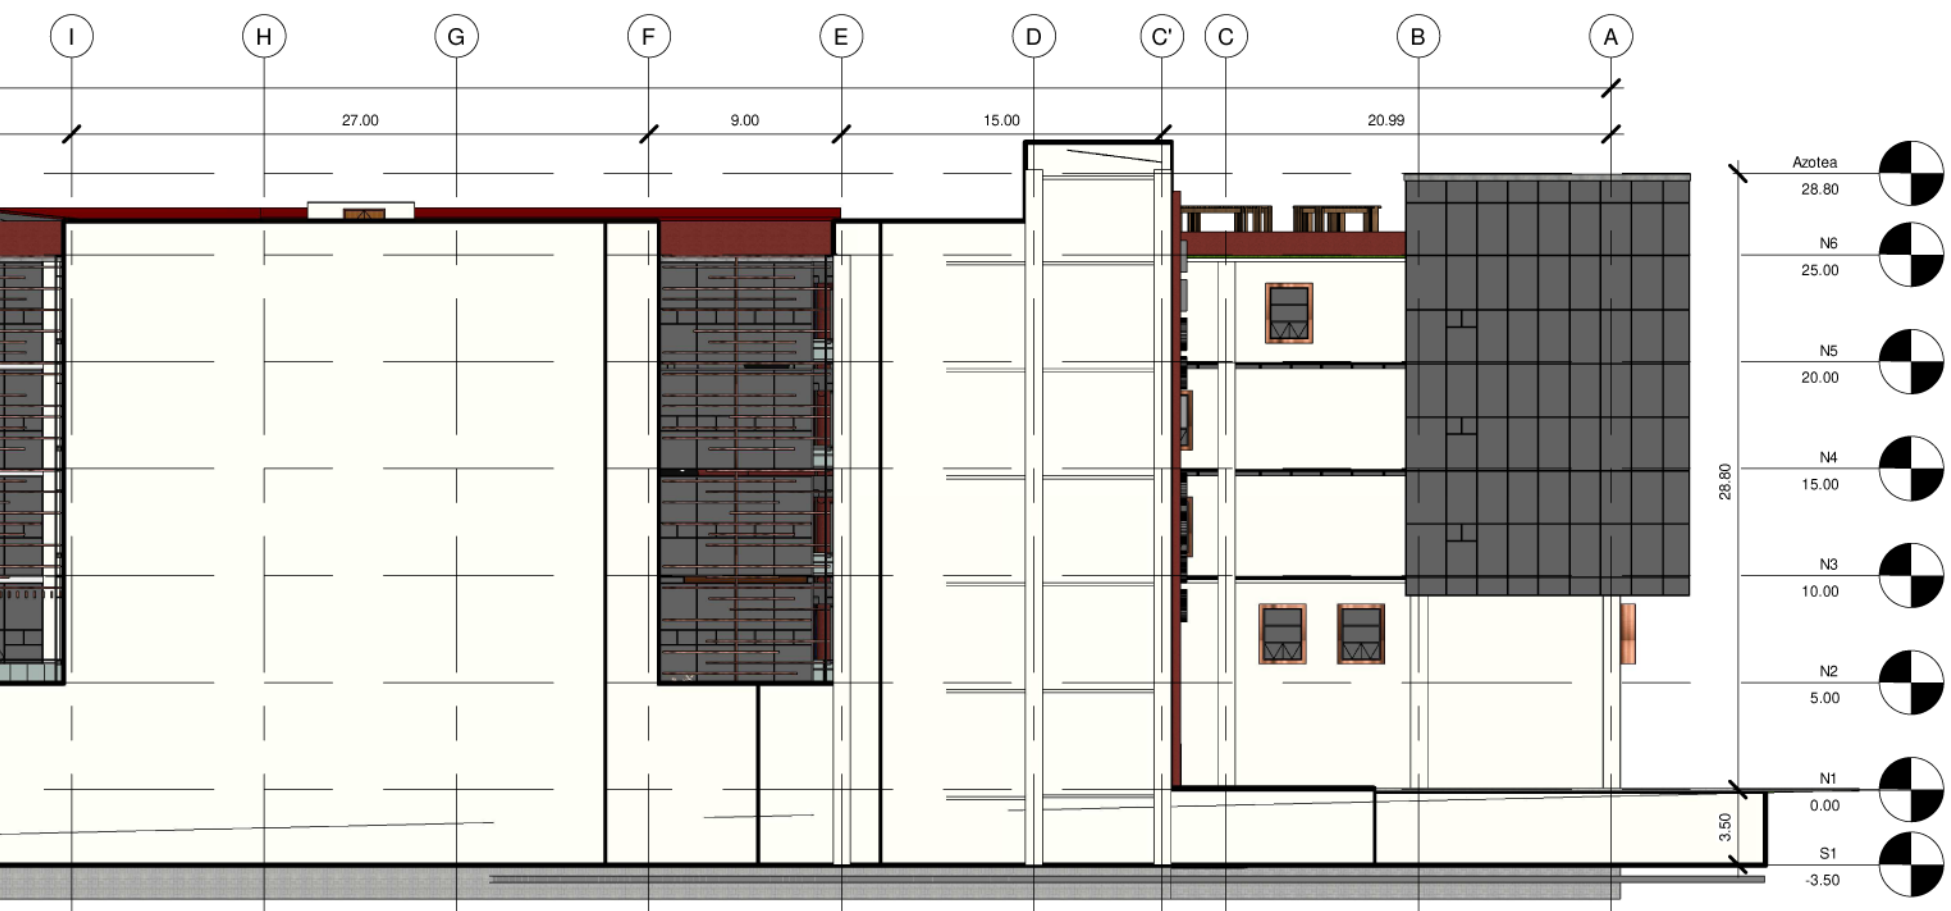 I H G F E D C' C B A
27.00 9.00 15.00 20.99
Azotea
28.80
N6
25.00
N5
20.00
N4
15.00
28.80
N3
10.00
N2
5.00
N1
0.00
3.50
S1
-3.50